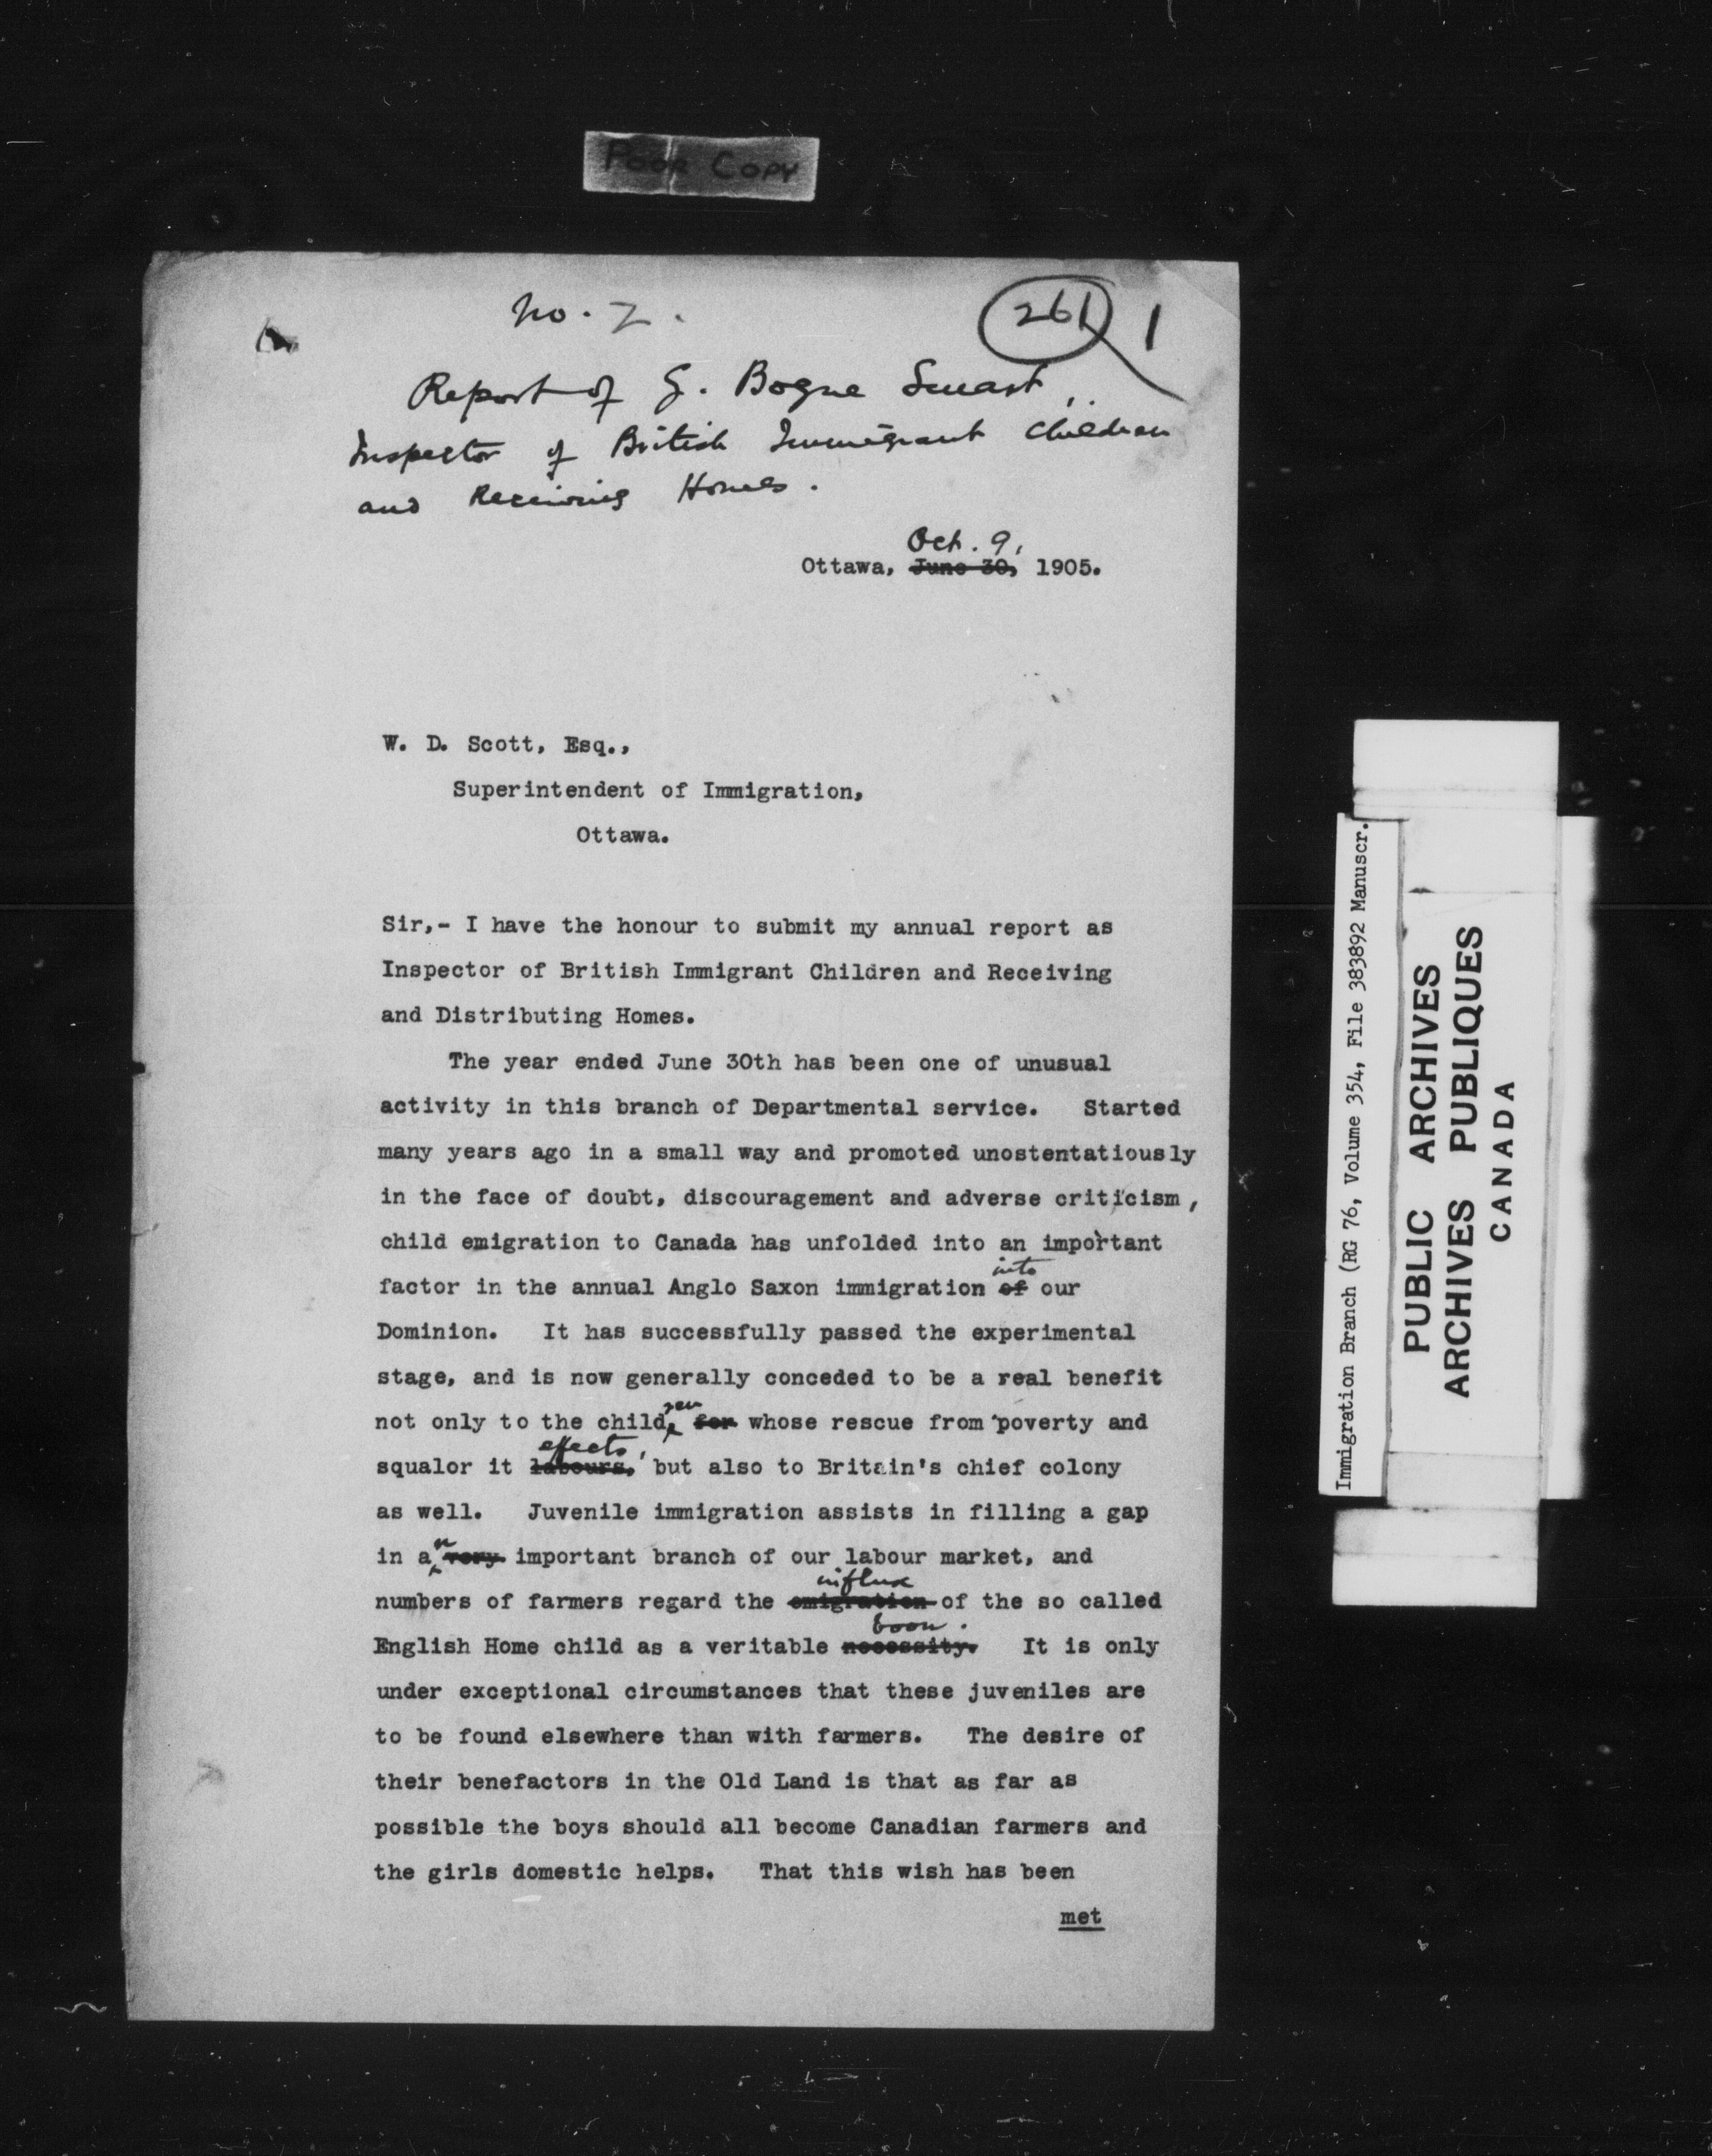 POOR COPY
No. 2.
261 1
Report of G. Bogue Smart,
Inspector of British Immigrant Children
and Receiving Homes.
Oct. 9,
Ottawa, June 30, 1905.
W. D. Scott, Esq.,
Superintendent of Immigration,
Ottawa.
Sir,- I have the honour to submit my annual report as
Inspector of British Immigrant Children and Receiving
and Distributing Homes.
The year ended June 30th has been one of unusual
activity in this branch of Departmental service. Started
many years ago in a small way and promoted unostentatiously
in the face of doubt, discouragement and adverse criticism,
child emigration to Canada has unfolded into an important
into
factor in the annual Anglo Saxon immigration of our
Dominion. It has successfully passed the experimental
stage, and is now generally conceded to be a real benefit
ren
not only to the child for whose rescue from poverty and
effects,
squalor it labours, but also to Britain's chief colony
as well. Juvenile immigration assists in filling a gap
n
in a very important branch of our labour market, and
influx
numbers of farmers regard the emigration of the so called
boon.
English Home child as a veritable necessity. It is only
under exceptional circumstances that these juveniles are
to be found elsewhere than with farmers. The desire of
their benefactors in the Old Land is that as far as
possible the boys should all become Canadian farmers and
the girls domestic helps. That this wish has been
met
Immigration Branch (RG 76, Volume 354, File 383892 Manuscr.
PUBLIC ARCHIVES
ARCHIVES PUBLIQUES
CANADA